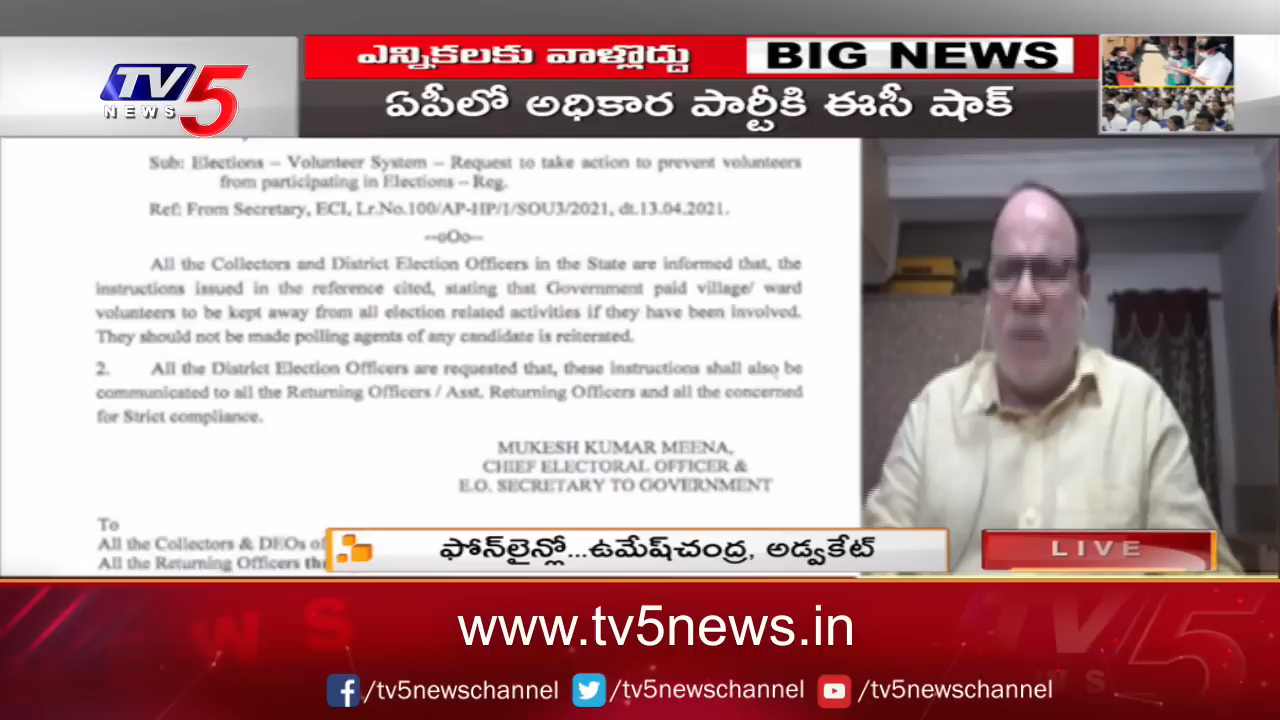 ఎన్నికలకు వాళ్లొద్దు
BIG NEWS
TV5
NEWS
ఏపీలో అధికార పార్టీకి ఈసీ షాక్
Sub: Elections – Volunteer System – Request to take action to prevent volunteers
from participating in Elections – Reg.
Ref: From Secretary, ECI, Lr.No.100/AP-HP/1/SOU3/2021, dt.13.04.2021.
--oOo--
All the Collectors and District Election Officers in the State are informed that, the
instructions issued in the reference cited, stating that Government paid village/ ward
volunteers to be kept away from all election related activities if they have been involved.
They should not be made polling agents of any candidate is reiterated.
2. All the District Election Officers are requested that, these instructions shall also be
communicated to all the Returning Officers / Asst. Returning Officers and all the concerned
for Strict compliance.
MUKESH KUMAR MEENA,
CHIEF ELECTORAL OFFICER &
E.O. SECRETARY TO GOVERNMENT
To
All the Collectors & DEOs of
All the Returning Officers
ఫోన్‌లైన్లో...ఉమేష్‌చంద్ర, అడ్వకేట్
LIVE
www.tv5news.in
/tv5newschannel /tv5newschannel /tv5newschannel